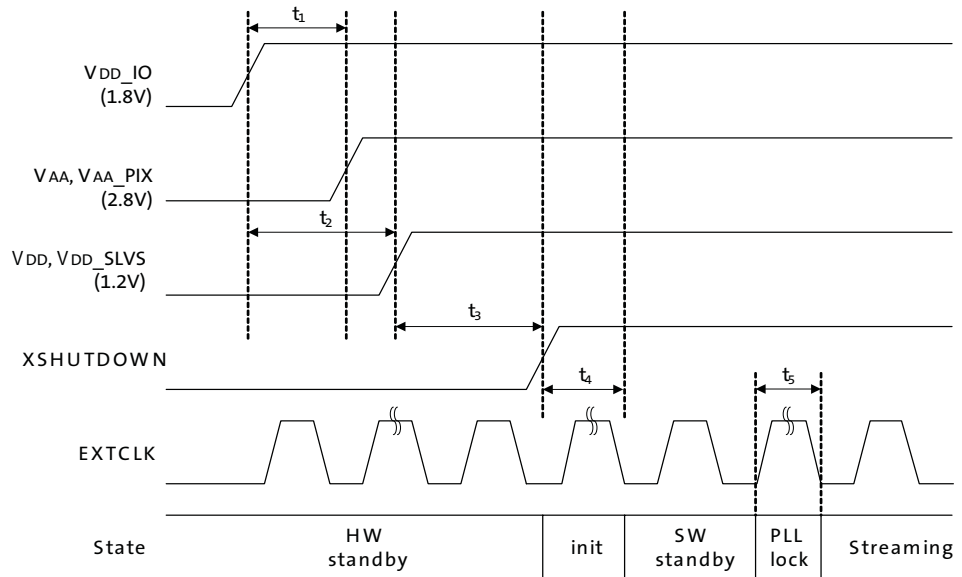 t₁
VDD_IO
(1.8V)
VAA, VAA_PIX
(2.8V)
t₂
VDD, VDD_SLVS
(1.2V)
t₃
XSHUTDOWN
t₄
t₅
EXTCLK
State
HW
standby
init
SW
standby
PLL
lock
Streaming